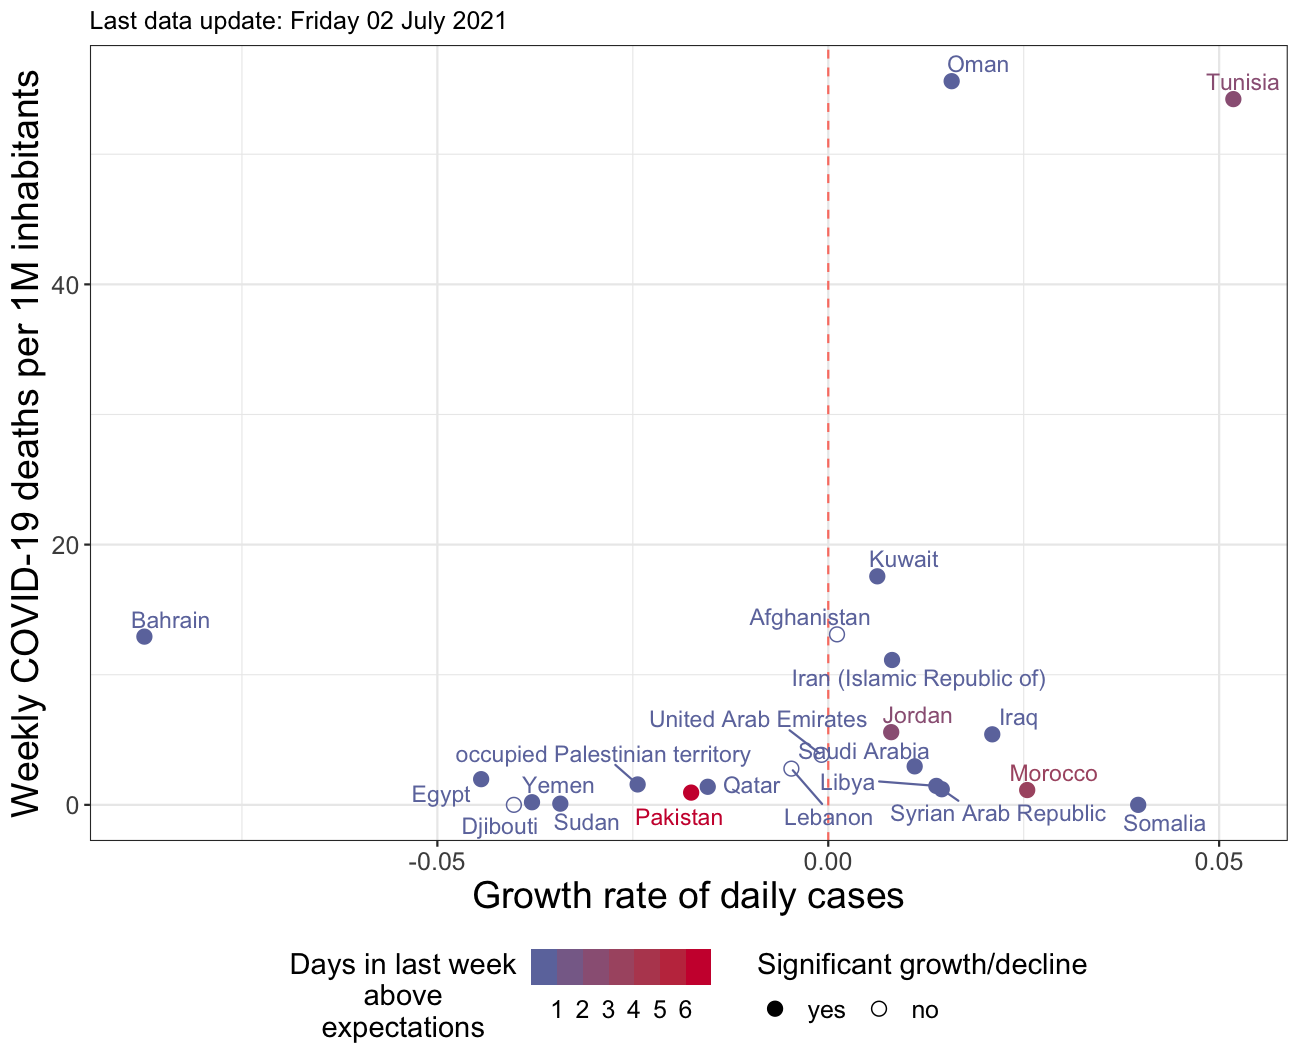 Last data update: Friday 02 July 2021
Weekly COVID-19 deaths per 1M inhabitants
40
20
0
Oman
Tunisia
Kuwait
Bahrain
Afghanistan
Iran (Islamic Republic of)
Jordan
Iraq
United Arab Emirates
Saudi Arabia
occupied Palestinian territory
Morocco
Egypt
Yemen
Qatar
Libya
Djibouti
Sudan
Pakistan
Lebanon
Syrian Arab Republic
Somalia
-0.05
0.00
0.05
Growth rate of daily cases
Days in last week
above
expectations
1 2 3 4 5 6
Significant growth/decline
yes no